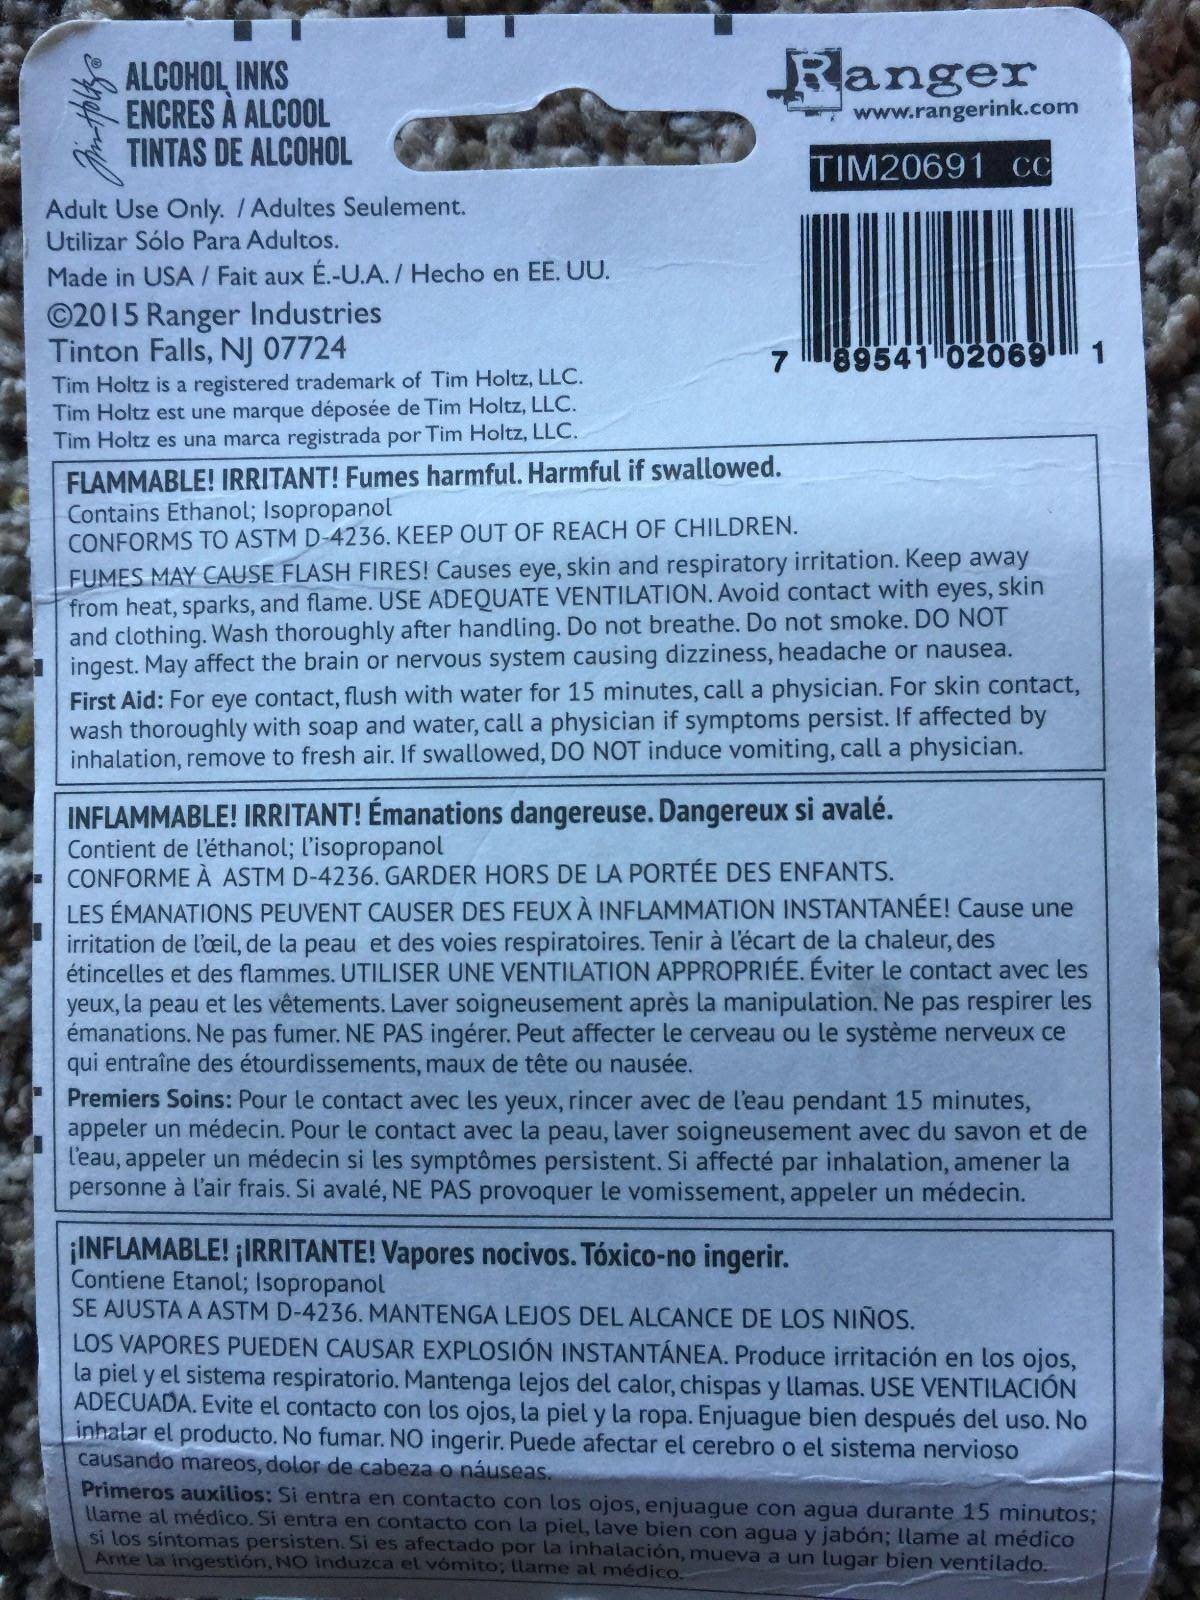 Tim Holtz®
ALCOHOL INKS
ENCRES À ALCOOL
TINTAS DE ALCOHOL
Ranger
www.rangerink.com
TIM20691 CC
7 89541 02069 1
Adult Use Only. / Adultes Seulement.
Utilizar Sólo Para Adultos.
Made in USA / Fait aux É.-U.A. / Hecho en EE. UU.
©2015 Ranger Industries
Tinton Falls, NJ 07724
Tim Holtz is a registered trademark of Tim Holtz, LLC.
Tim Holtz est une marque déposée de Tim Holtz, LLC.
Tim Holtz es una marca registrada por Tim Holtz, LLC.
FLAMMABLE! IRRITANT! Fumes harmful. Harmful if swallowed.
Contains Ethanol; Isopropanol
CONFORMS TO ASTM D-4236. KEEP OUT OF REACH OF CHILDREN.
FUMES MAY CAUSE FLASH FIRES! Causes eye, skin and respiratory irritation. Keep away
from heat, sparks, and flame. USE ADEQUATE VENTILATION. Avoid contact with eyes, skin
and clothing. Wash thoroughly after handling. Do not breathe. Do not smoke. DO NOT
ingest. May affect the brain or nervous system causing dizziness, headache or nausea.
First Aid: For eye contact, flush with water for 15 minutes, call a physician. For skin contact,
wash thoroughly with soap and water, call a physician if symptoms persist. If affected by
inhalation, remove to fresh air. If swallowed, DO NOT induce vomiting, call a physician.
INFLAMMABLE! IRRITANT! Émanations dangereuse. Dangereux si avalé.
Contient de l'éthanol; l'isopropanol
CONFORME À ASTM D-4236. GARDER HORS DE LA PORTÉE DES ENFANTS.
LES ÉMANATIONS PEUVENT CAUSER DES FEUX À INFLAMMATION INSTANTANÉE! Cause une
irritation de l'œil, de la peau et des voies respiratoires. Tenir à l'écart de la chaleur, des
étincelles et des flammes. UTILISER UNE VENTILATION APPROPRIÉE. Éviter le contact avec les
yeux, la peau et les vêtements. Laver soigneusement après la manipulation. Ne pas respirer les
émanations. Ne pas fumer. NE PAS ingérer. Peut affecter le cerveau ou le système nerveux ce
qui entraîne des étourdissements, maux de tête ou nausée.
Premiers Soins: Pour le contact avec les yeux, rincer avec de l'eau pendant 15 minutes,
appeler un médecin. Pour le contact avec la peau, laver soigneusement avec du savon et de
l'eau, appeler un médecin si les symptômes persistent. Si affecté par inhalation, amener la
personne à l'air frais. Si avalé, NE PAS provoquer le vomissement, appeler un médecin.
¡INFLAMABLE! ¡IRRITANTE! Vapores nocivos. Tóxico-no ingerir.
Contiene Etanol; Isopropanol
SE AJUSTA A ASTM D-4236. MANTENGA LEJOS DEL ALCANCE DE LOS NIÑOS.
LOS VAPORES PUEDEN CAUSAR EXPLOSIÓN INSTANTÁNEA. Produce irritación en los ojos,
la piel y el sistema respiratorio. Mantenga lejos del calor, chispas y llamas. USE VENTILACIÓN
ADECUADA. Evite el contacto con los ojos, la piel y la ropa. Enjuague bien después del uso. No
inhalar el producto. No fumar. NO ingerir. Puede afectar el cerebro o el sistema nervioso
causando mareos, dolor de cabeza o náuseas.
Primeros auxilios: Si entra en contacto con los ojos, enjuague con agua durante 15 minutos;
llame al médico. Si entra en contacto con la piel, lave bien con agua y jabón; llame al médico
si los síntomas persisten. Si es afectado por la inhalación, mueva a un lugar bien ventilado.
Ante la ingestión, NO induzca el vómito; llame al médico.